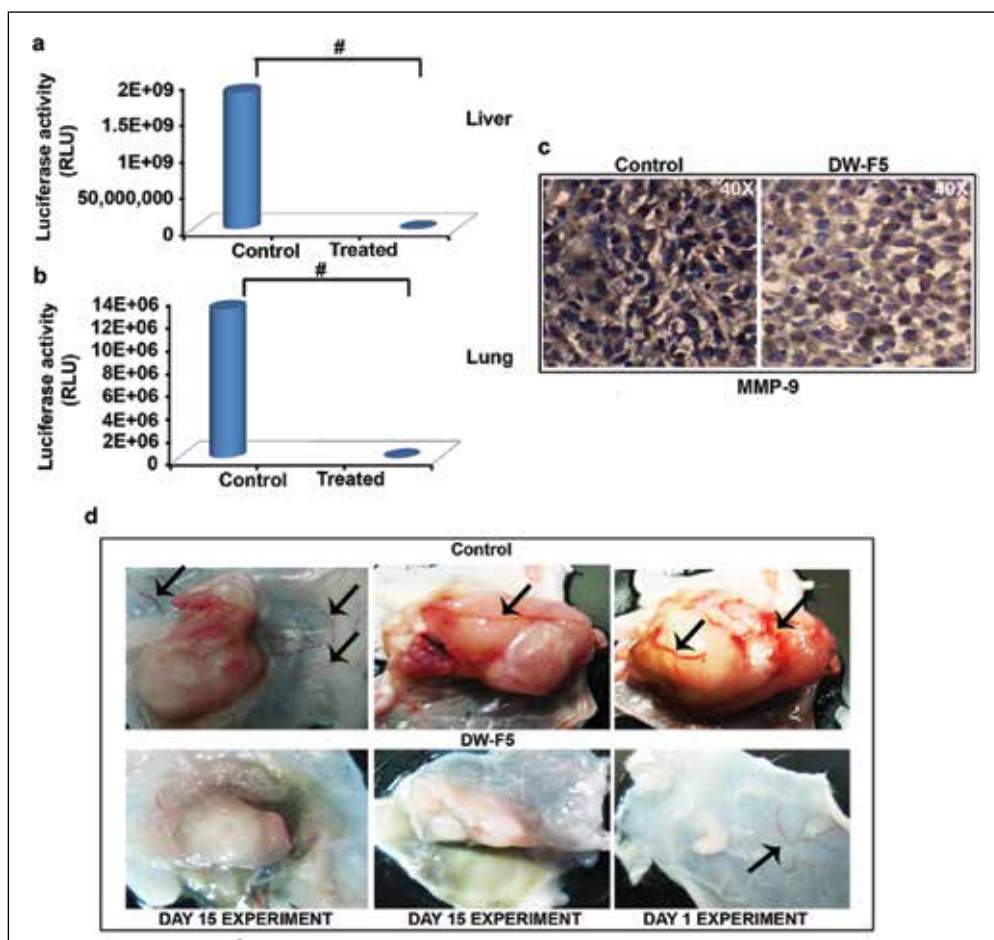 a
#
Luciferase activity
(RLU)
2E+09
1.5E+09
1E+09
50,000,000
0
Control Treated
Liver
b
#
Luciferase activity
(RLU)
14E+06
12E+06
10E+06
8E+06
6E+06
4E+06
2E+06
0
Control Treated
Lung
c
Control DW-F5
40X 40X
MMP-9
d
Control
DW-F5
DAY 15 EXPERIMENT DAY 15 EXPERIMENT DAY 1 EXPERIMENT